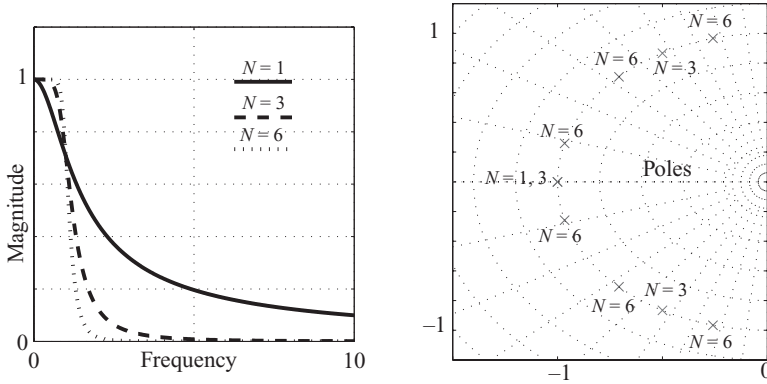 1
N = 1
N = 3
N = 6
Magnitude
0
0
Frequency
10
1
N = 6
N = 6
N = 3
N = 6
Poles
N = 1, 3
N = 6
N = 3
N = 6
–1
N = 6
–1
0